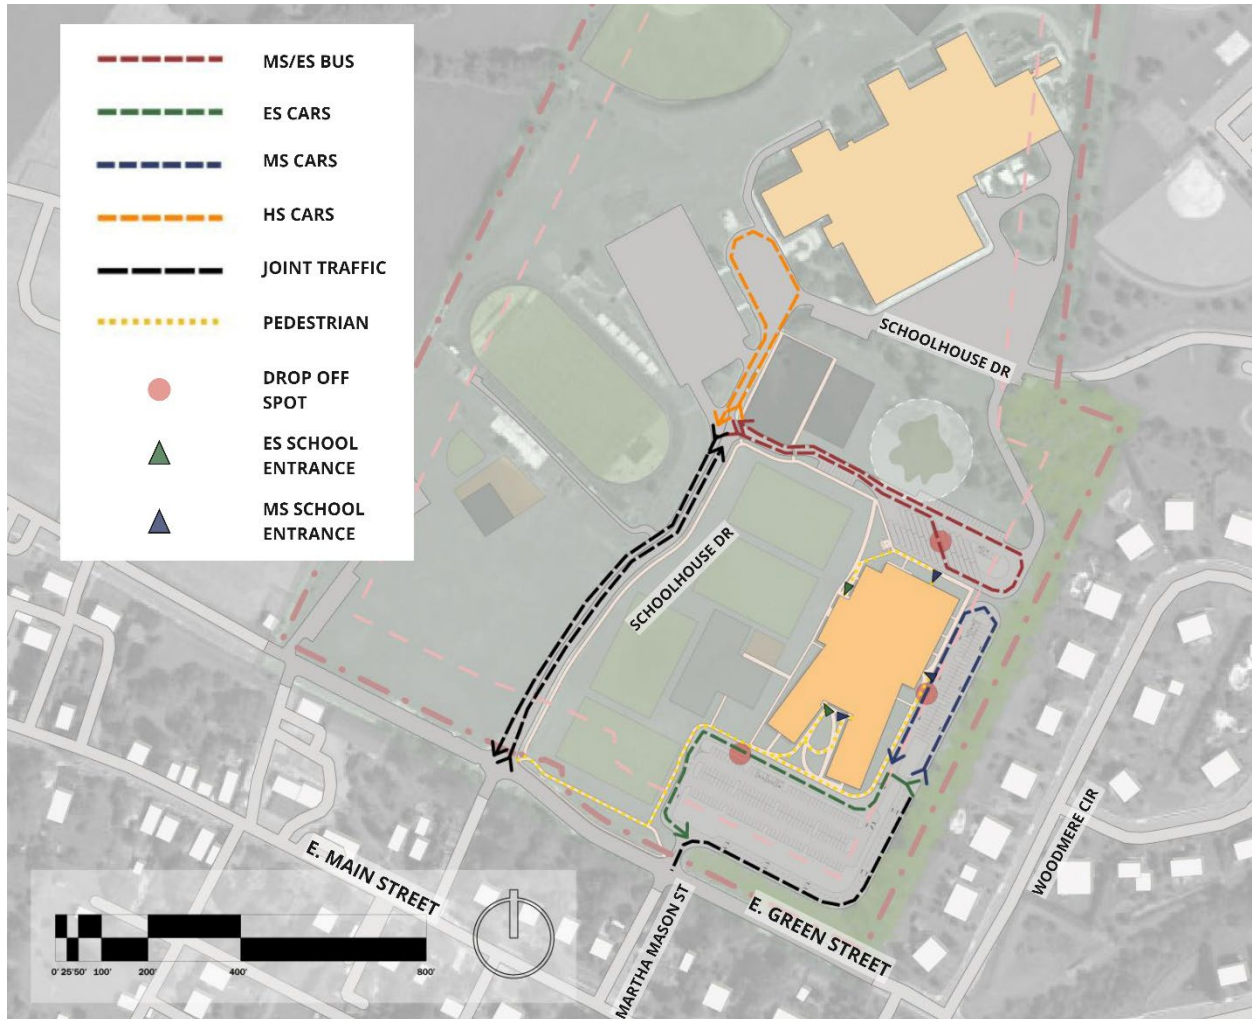 MS/ES BUS
ES CARS
MS CARS
HS CARS
JOINT TRAFFIC
PEDESTRIAN
DROP OFF
SPOT
ES SCHOOL
ENTRANCE
MS SCHOOL
ENTRANCE
SCHOOLHOUSE DR
SCHOOLHOUSE DR
E. MAIN STREET
MARTHA MASON ST
E. GREEN STREET
WOODMERE CIR
0' 25'50' 100' 200' 400' 800'